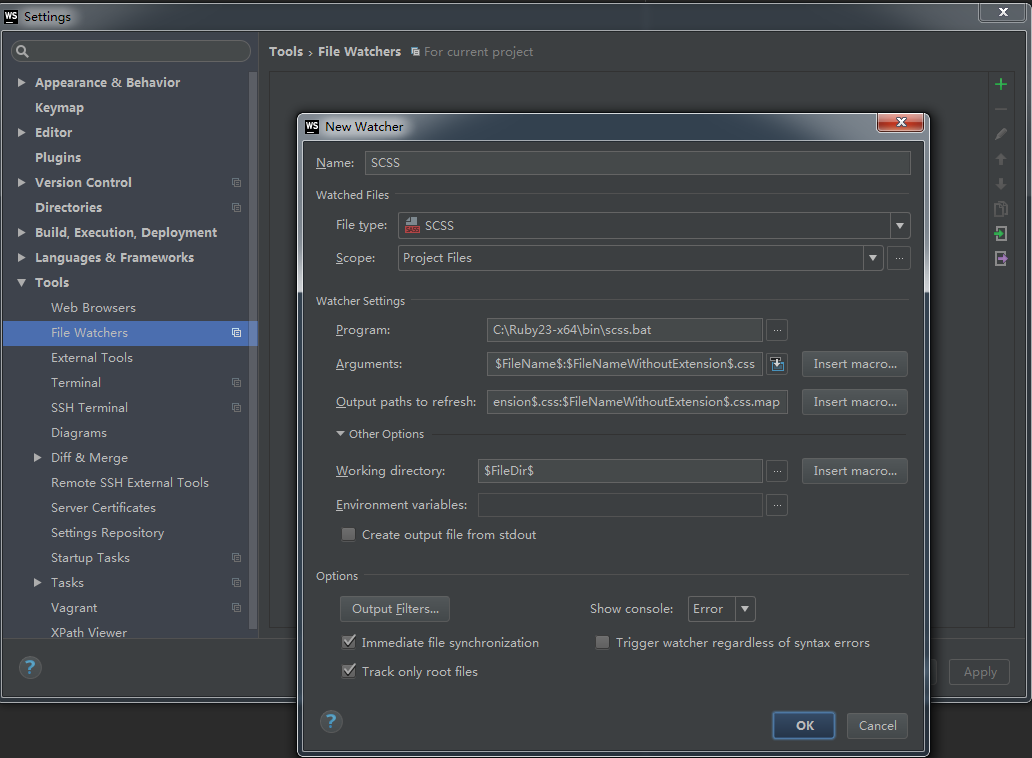 WS Settings
Tools › File Watchers For current project
Appearance & Behavior
Keymap
Editor
Plugins
Version Control
Directories
Build, Execution, Deployment
Languages & Frameworks
Tools
Web Browsers
File Watchers
External Tools
Terminal
SSH Terminal
Diagrams
Diff & Merge
Remote SSH External Tools
Server Certificates
Settings Repository
Startup Tasks
Tasks
Vagrant
XPath Viewer
?
Apply
WS New Watcher
Name: SCSS
Watched Files
File type: SASS SCSS
Scope: Project Files ...
Watcher Settings
Program: C:\Ruby23-x64\bin\scss.bat ...
Arguments: $FileName$:$FileNameWithoutExtension$.css Insert macro...
Output paths to refresh: ension$.css:$FileNameWithoutExtension$.css.map Insert macro...
Other Options
Working directory: $FileDir$ ... Insert macro...
Environment variables: ...
Create output file from stdout
Options
Output Filters... Show console: Error
Immediate file synchronization Trigger watcher regardless of syntax errors
Track only root files
? OK Cancel